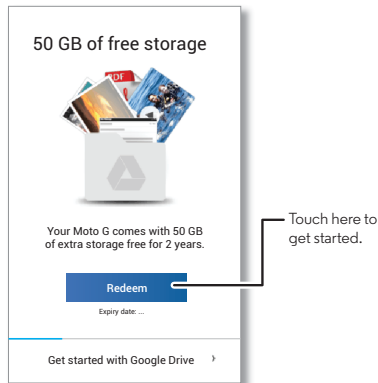 50 GB of free storage
PDF
Your Moto G comes with 50 GB
of extra storage free for 2 years.
Touch here to
get started.
Redeem
Expiry date: ...
Get started with Google Drive